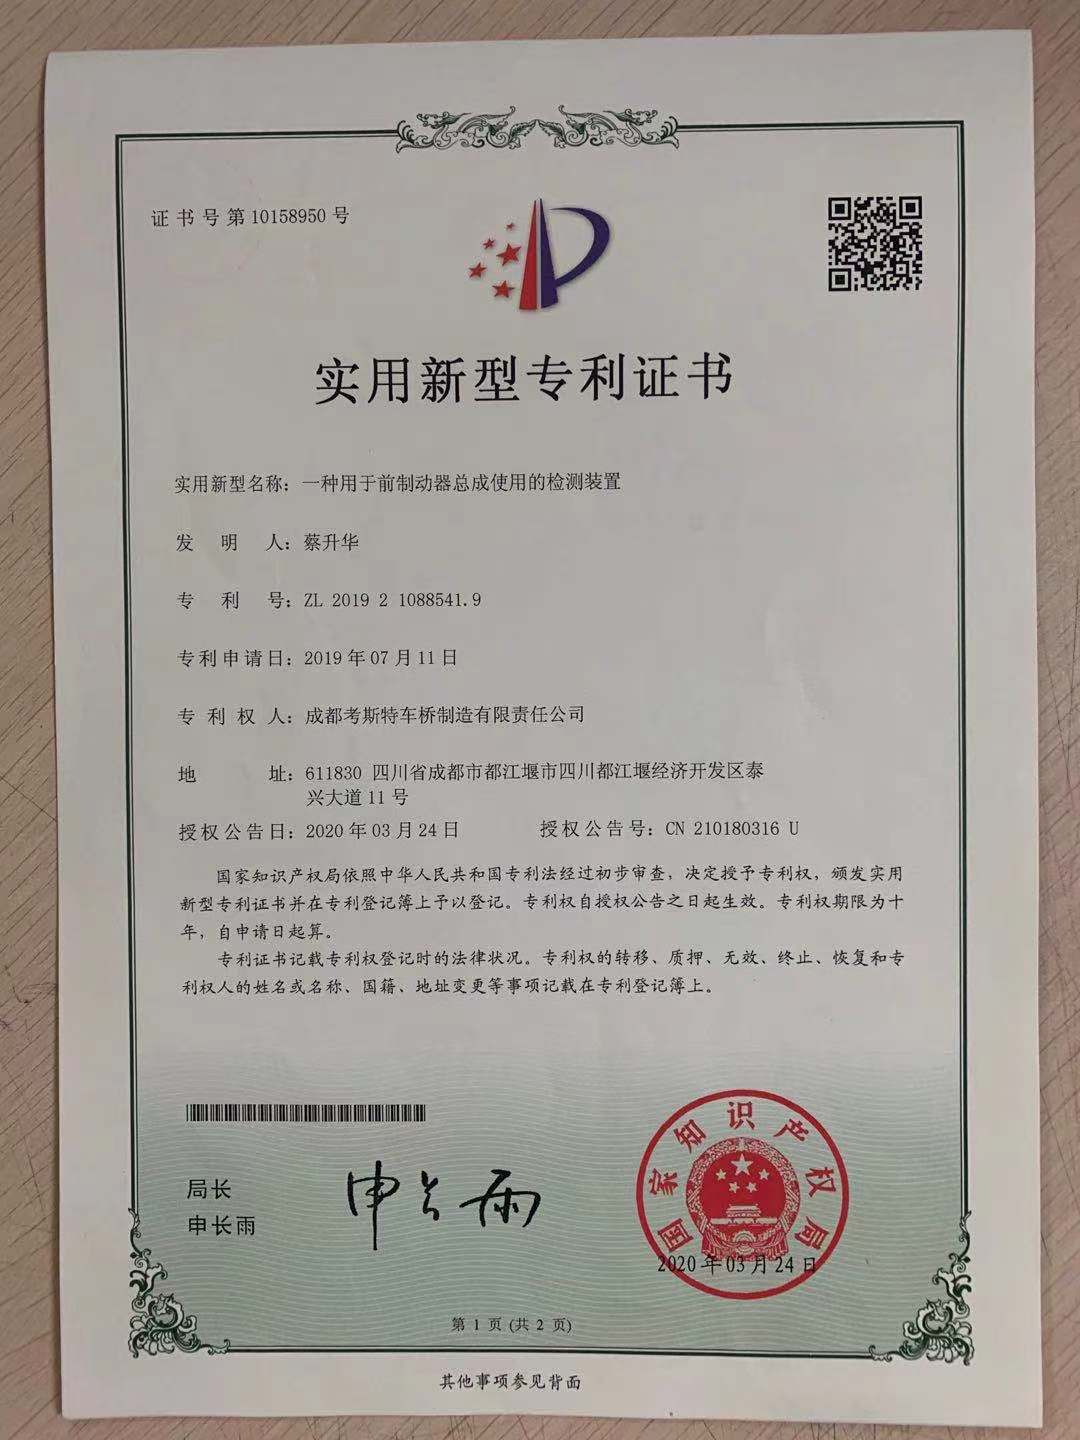 证书号第10158950号
实用新型专利证书
实用新型名称：一种用于前制动器总成使用的检测装置
发明人：蔡升华
专利号：ZL 2019 2 1088541.9
专利申请日：2019年07月11日
专利权人：成都考斯特车桥制造有限责任公司
地址：611830 四川省成都市都江堰市四川都江堰经济开发区泰
兴大道11号
授权公告日：2020年03月24日 授权公告号：CN 210180316 U
国家知识产权局依照中华人民共和国专利法经过初步审查，决定授予专利权，颁发实用
新型专利证书并在专利登记簿上予以登记。专利权自授权公告之日起生效。专利权期限为十
年，自申请日起算。
专利证书记载专利权登记时的法律状况。专利权的转移、质押、无效、终止、恢复和专
利权人的姓名或名称、国籍、地址变更等事项记载在专利登记簿上。
局长
申长雨
申长雨
国家知识产权局
2020年03月24日
第 1 页 (共 2 页)
其他事项参见背面